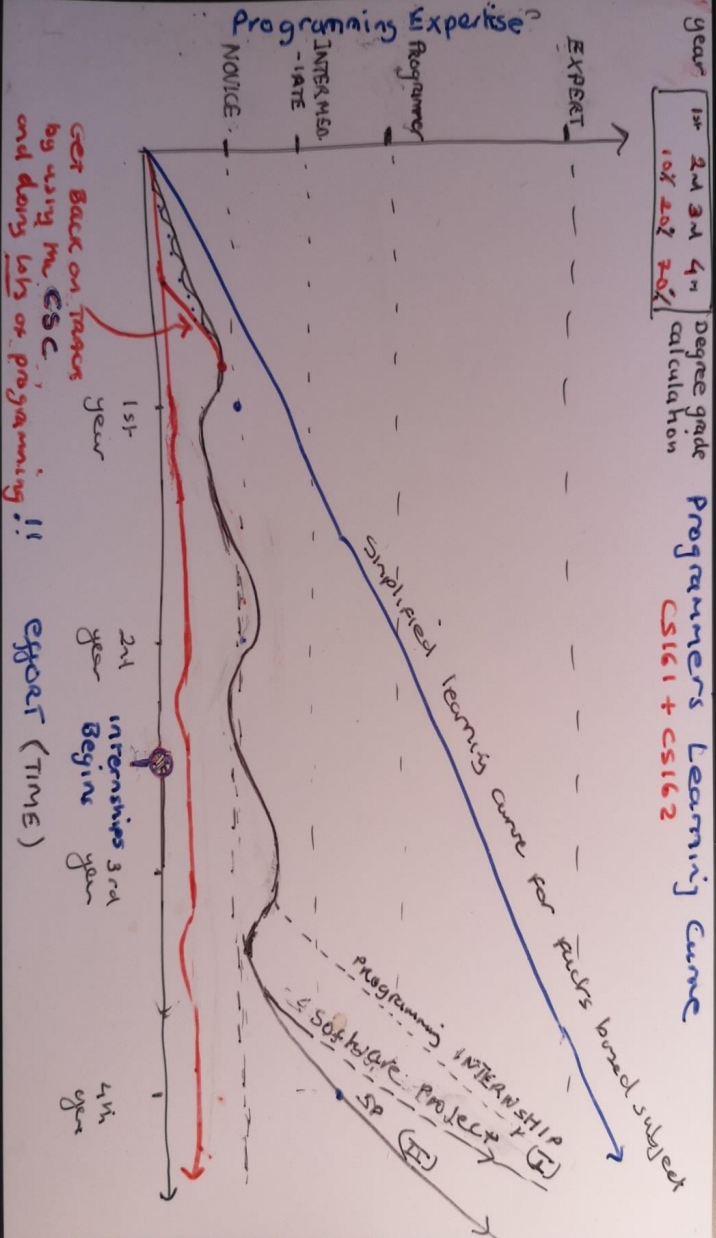 year 1st 2nd 3rd 4th Degree grade
10% 20% 70% calculation
Programmers Learning Curve
CS161 + CS162
Programming Expertise
EXPERT
Programmer
INTERMED.
-IATE
NOVICE
simplified learning curve for facts based subject
PROGRAMMING INTERNSHIP
Software project (I)
SP (II)
1st
year
2nd
year
internships
Begins
3rd
year
4th
year
Get Back on Track
by using the CSC
and doing lots of programming!!
EFFORT (TIME)